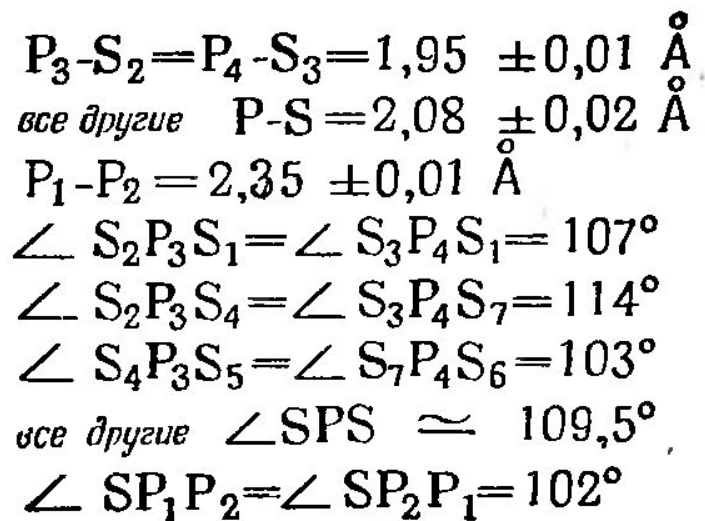 P₃-S₂=P₄-S₃=1,95 ±0,01 Å
все другие P-S=2,08 ±0,02 Å
P₁-P₂=2,35 ±0,01 Å
∠ S₂P₃S₁=∠ S₃P₄S₁=107°
∠ S₂P₃S₄=∠ S₃P₄S₇=114°
∠ S₄P₃S₅=∠ S₇P₄S₆=103°
все другие ∠SPS ≃ 109,5°,
∠ SP₁P₂=∠ SP₂P₁=102°